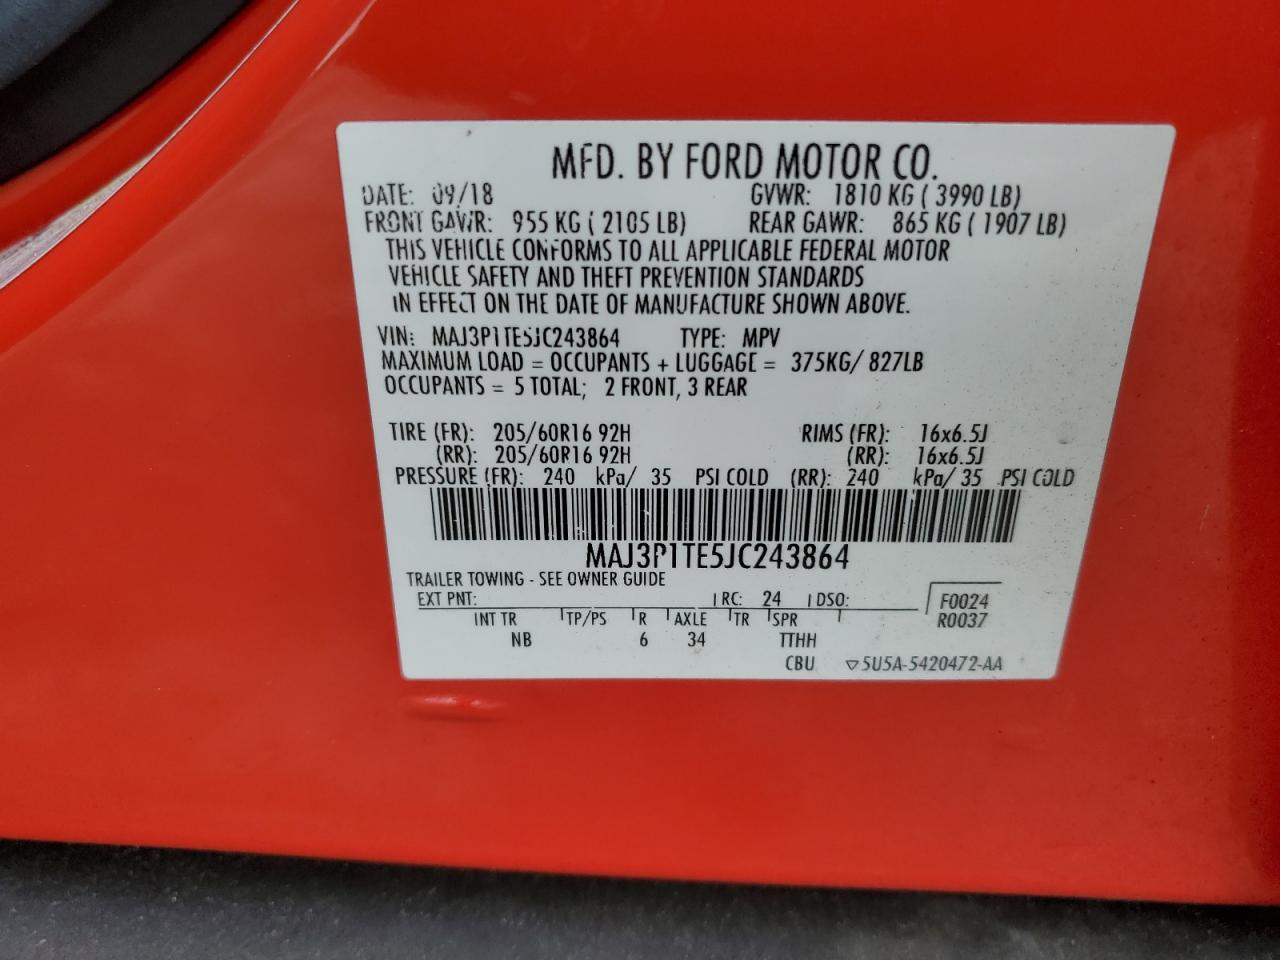 MFD. BY FORD MOTOR CO.
DATE: 09/18 GVWR: 1810 KG ( 3990 LB)
FRONT GAWR: 955 KG ( 2105 LB) REAR GAWR: 865 KG ( 1907 LB)
THIS VEHICLE CONFORMS TO ALL APPLICABLE FEDERAL MOTOR
VEHICLE SAFETY AND THEFT PREVENTION STANDARDS
IN EFFECT ON THE DATE OF MANUFACTURE SHOWN ABOVE.
VIN: MAJ3P1TE5JC243864 TYPE: MPV
MAXIMUM LOAD = OCCUPANTS + LUGGAGE = 375KG/ 827LB
OCCUPANTS = 5 TOTAL; 2 FRONT, 3 REAR
TIRE (FR): 205/60R16 92H RIMS (FR): 16x6.5J
(RR): 205/60R16 92H (RR): 16x6.5J
PRESSURE (FR): 240 kPa/ 35 PSI COLD (RR): 240 kPa/ 35 PSI COLD
MAJ3P1TE5JC243864
TRAILER TOWING - SEE OWNER GUIDE
EXT PNT: RC: 24 DSO: F0024
INT TR TP/PS R AXLE TR SPR R0037
NB 6 34 TTHH
CBU ▽5U5A-5420472-AA